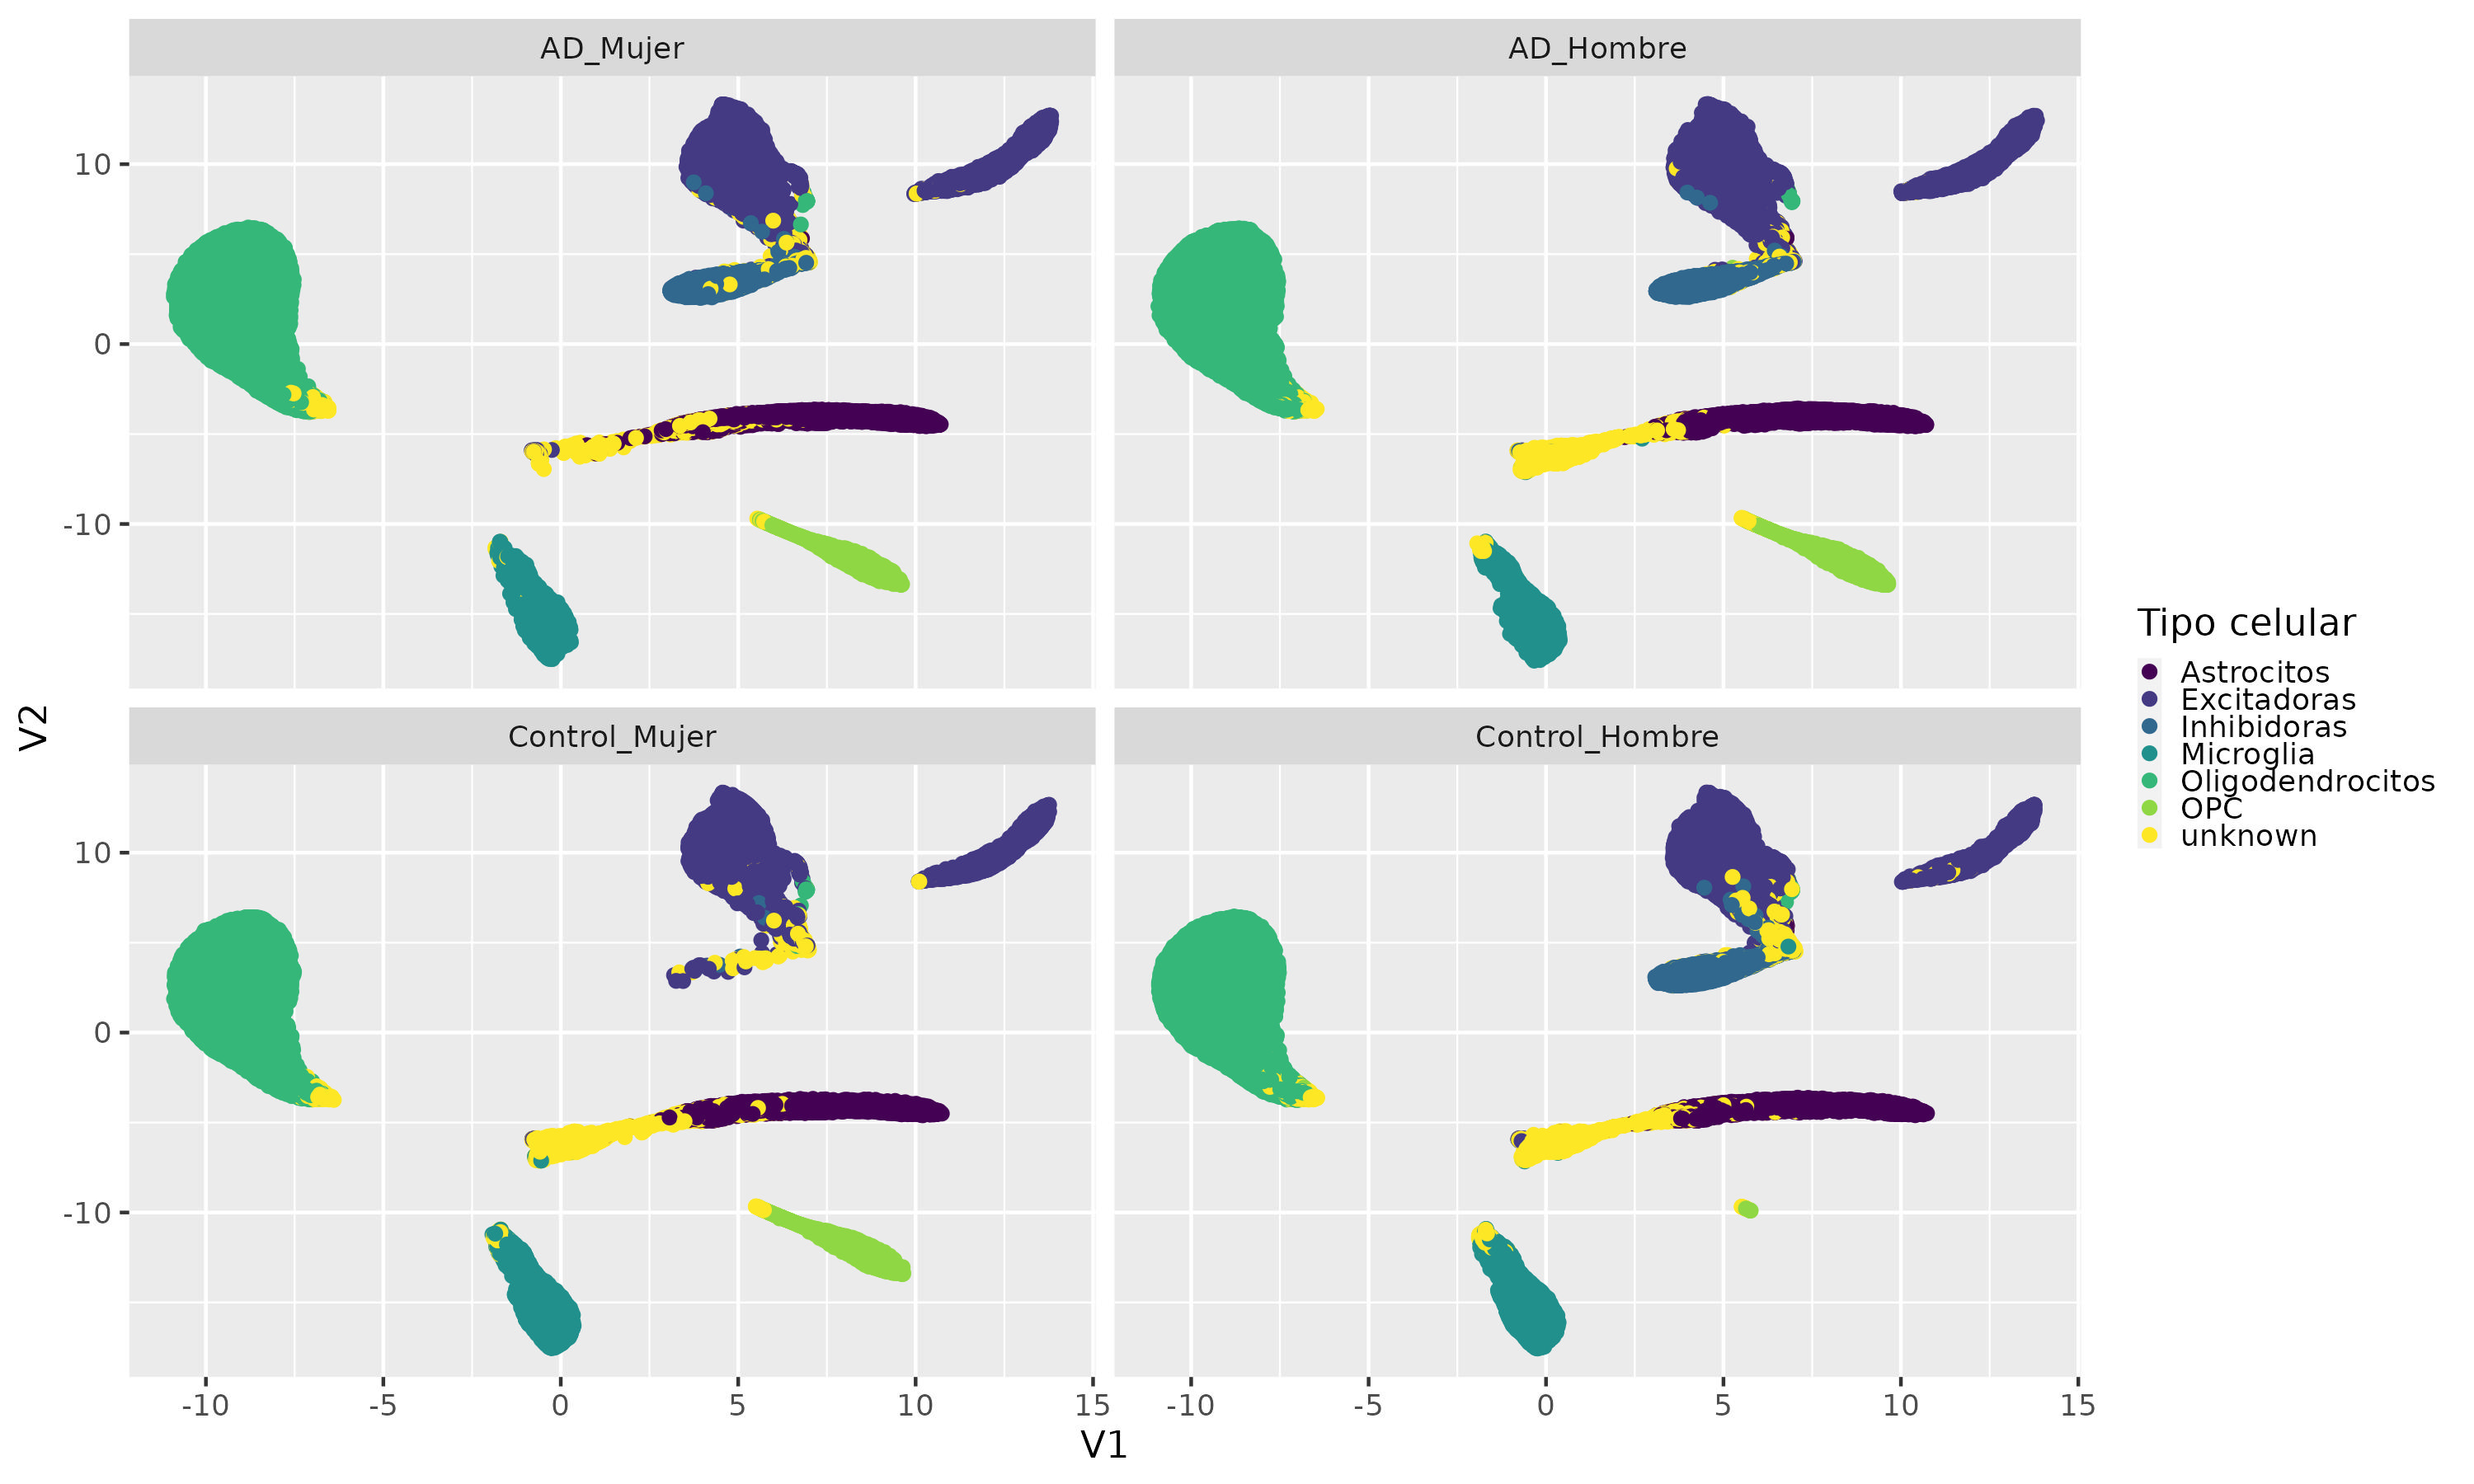 AD_Mujer
AD_Hombre
10
0
-10
Control_Mujer
Control_Hombre
10
0
-10
-10
-5
0
5
10
15
-10
-5
0
5
10
15
V1
V2
Tipo celular
Astrocitos
Excitadoras
Inhibidoras
Microglia
Oligodendrocitos
OPC
unknown